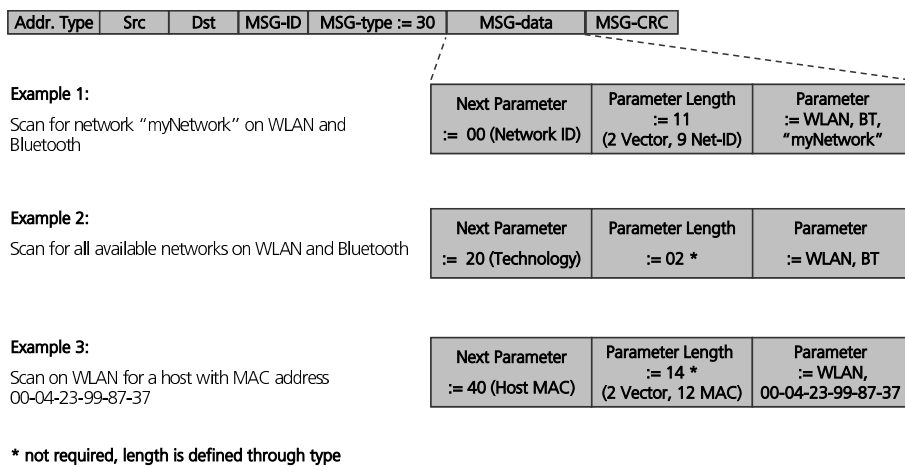 Addr. Type Src Dst MSG-ID MSG-type := 30 MSG-data MSG-CRC
Example 1:
Scan for network “myNetwork” on WLAN and
Bluetooth
Next Parameter
:= 00 (Network ID)
Parameter Length
:= 11
(2 Vector, 9 Net-ID)
Parameter
:= WLAN, BT,
“myNetwork”
Example 2:
Scan for all available networks on WLAN and Bluetooth
Next Parameter
:= 20 (Technology)
Parameter Length
:= 02 *
Parameter
:= WLAN, BT
Example 3:
Scan on WLAN for a host with MAC address
00-04-23-99-87-37
Next Parameter
:= 40 (Host MAC)
Parameter Length
:= 14 *
(2 Vector, 12 MAC)
Parameter
:= WLAN,
00-04-23-99-87-37
* not required, length is defined through type